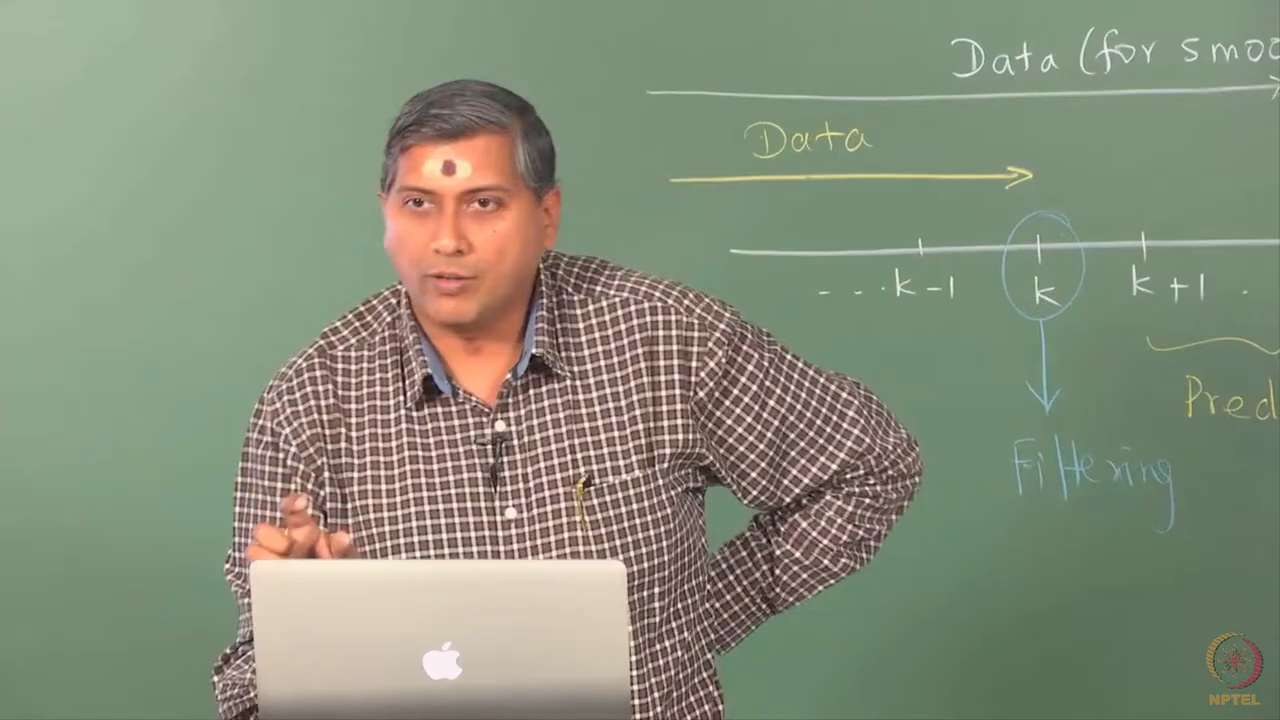 Data (for smoo
Data
- - . . k-1 k k+1 .
Pred
Filtering
NPTEL